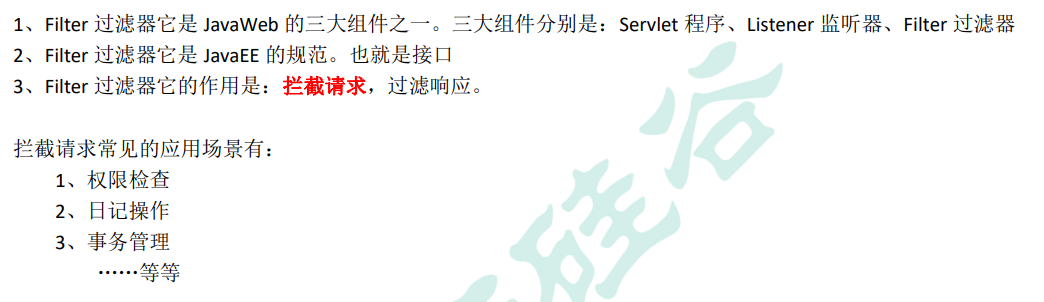 1、Filter 过滤器它是 JavaWeb 的三大组件之一。三大组件分别是：Servlet 程序、Listener 监听器、Filter 过滤器
2、Filter 过滤器它是 JavaEE 的规范。也就是接口
3、Filter 过滤器它的作用是：拦截请求，过滤响应。
拦截请求常见的应用场景有：
1、权限检查
2、日记操作
3、事务管理
……等等
硅谷